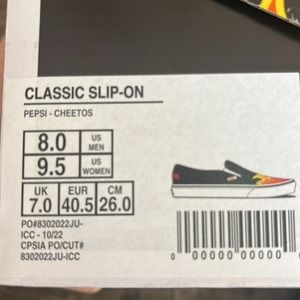 CLASSIC SLIP-ON
PEPSI - CHEETOS
8.0 US MEN
9.5 US WOMEN
UK EUR CM
7.0 40.5 26.0
PO#8302022JU-
ICC - 10/22
CPSIA PO/CUT#
8302022JU-ICC
0 00000 00000 0